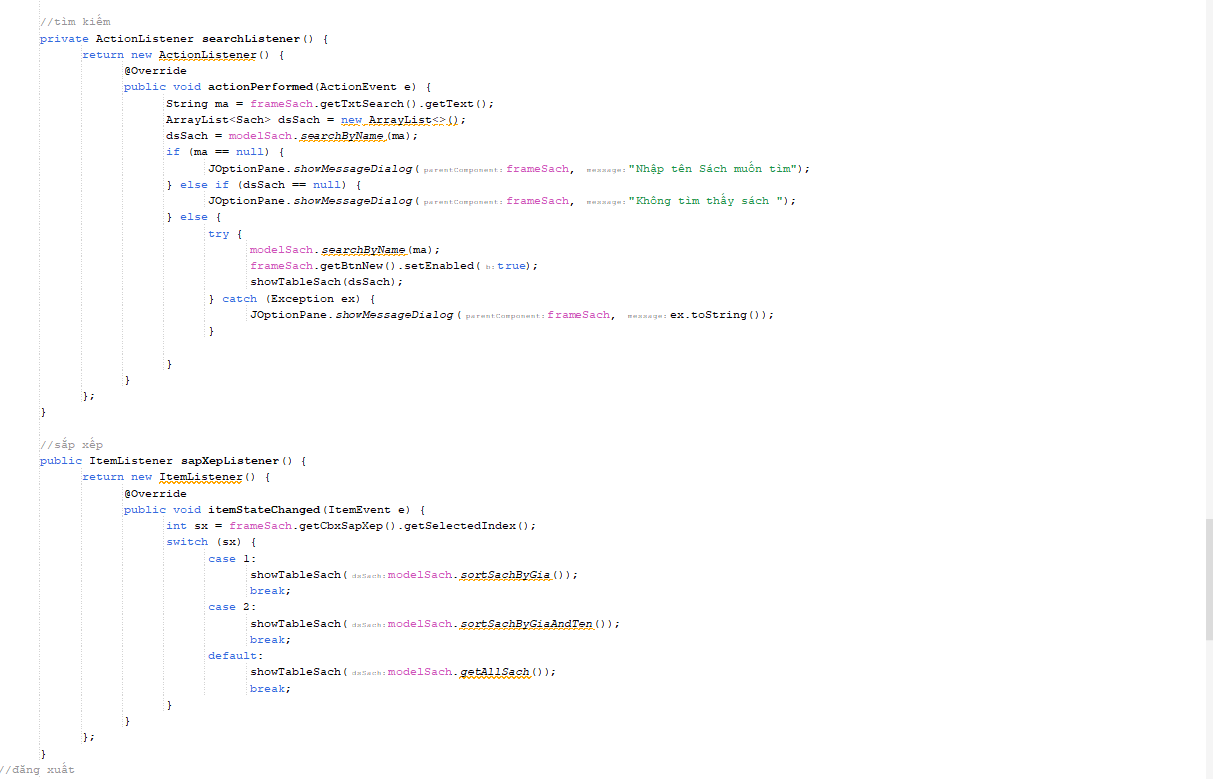 //tìm kiếm
private ActionListener searchListener() {
return new ActionListener() {
@Override
public void actionPerformed(ActionEvent e) {
String ma = frameSach.getTxtSearch().getText();
ArrayList<Sach> dsSach = new ArrayList<>();
dsSach = modelSach.searchByName(ma);
if (ma == null) {
JOptionPane.showMessageDialog( parentComponent: frameSach, message: "Nhập tên Sách muốn tìm");
} else if (dsSach == null) {
JOptionPane.showMessageDialog( parentComponent: frameSach, message: "Không tìm thấy sách ");
} else {
try {
modelSach.searchByName(ma);
frameSach.getBtnNew().setEnabled( b: true);
showTableSach(dsSach);
} catch (Exception ex) {
JOptionPane.showMessageDialog( parentComponent: frameSach, message: ex.toString());
}
}
}
};
}
//sắp xếp
public ItemListener sapXepListener() {
return new ItemListener() {
@Override
public void itemStateChanged(ItemEvent e) {
int sx = frameSach.getCbxSapXep().getSelectedIndex();
switch (sx) {
case 1:
showTableSach( dsSach: modelSach.sortSachByGia());
break;
case 2:
showTableSach( dsSach: modelSach.sortSachByGiaAndTen());
break;
default:
showTableSach( dsSach: modelSach.getAllSach());
break;
}
}
};
}
//đăng xuất